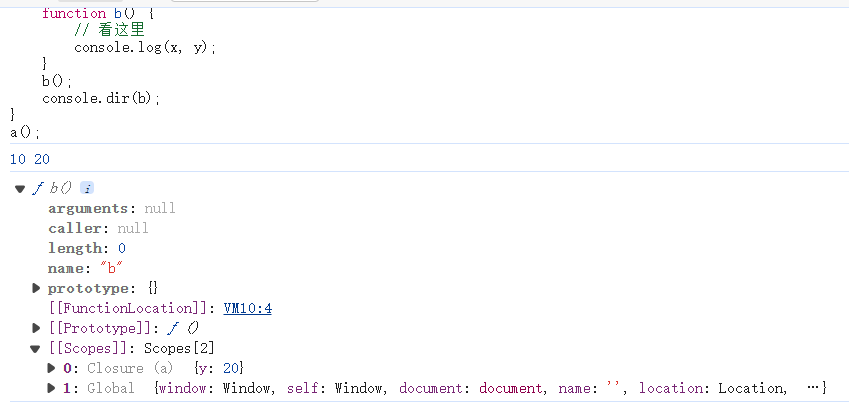 function b() {
// 看这里
console.log(x, y);
}
b();
console.dir(b);
}
a();
10 20
▼ ƒ b() i
arguments: null
caller: null
length: 0
name: "b"
▶ prototype: {}
[[FunctionLocation]]: VM10:4
▶ [[Prototype]]: ƒ ()
▼ [[Scopes]]: Scopes[2]
▶ 0: Closure (a) {y: 20}
▶ 1: Global {window: Window, self: Window, document: document, name: '', location: Location, …}